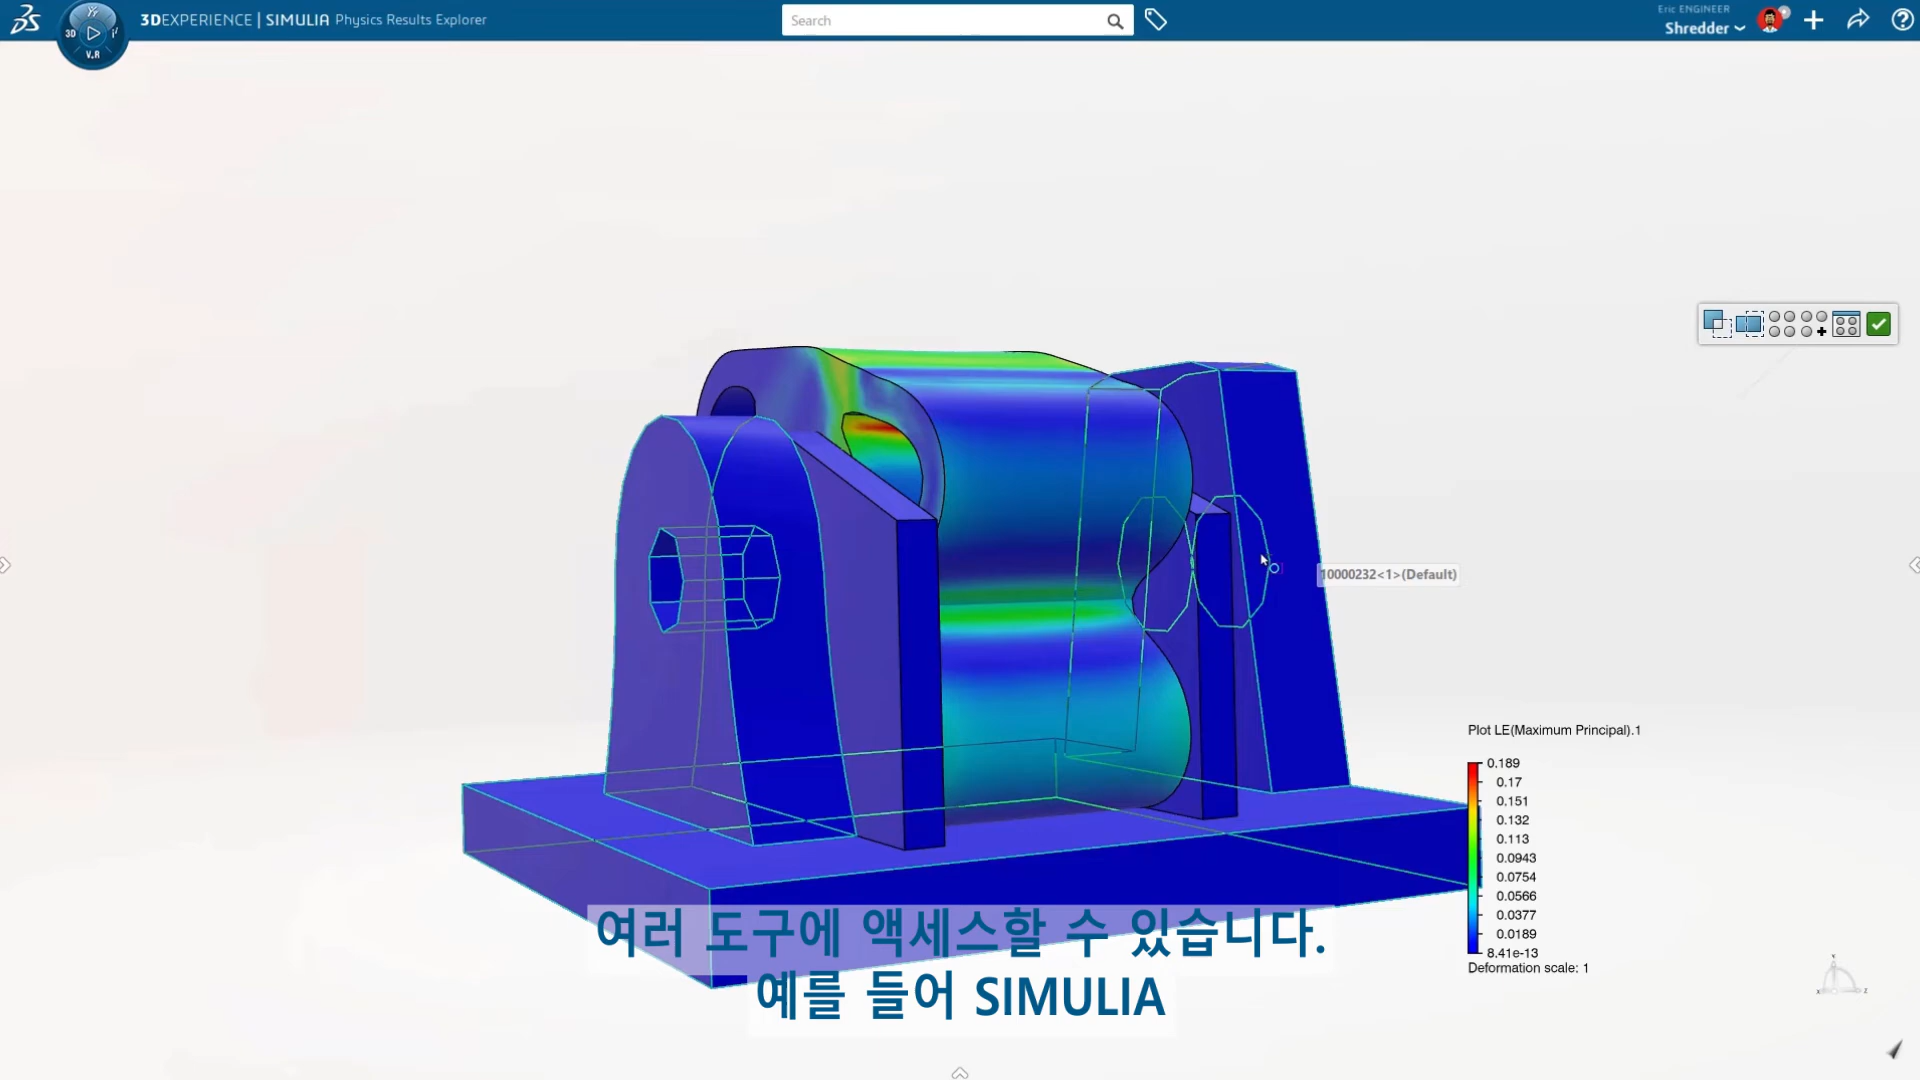 3DEXPERIENCE | SIMULIA Physics Results Explorer
Search
Eric ENGINEER
Shredder
3D
V.R
10000232<1>(Default)
Plot LE(Maximum Principal).1
0.189
0.17
0.151
0.132
0.113
0.0943
0.0754
0.0566
0.0377
0.0189
8.41e-13
Deformation scale: 1
여러 도구에 액세스할 수 있습니다.
예를 들어 SIMULIA